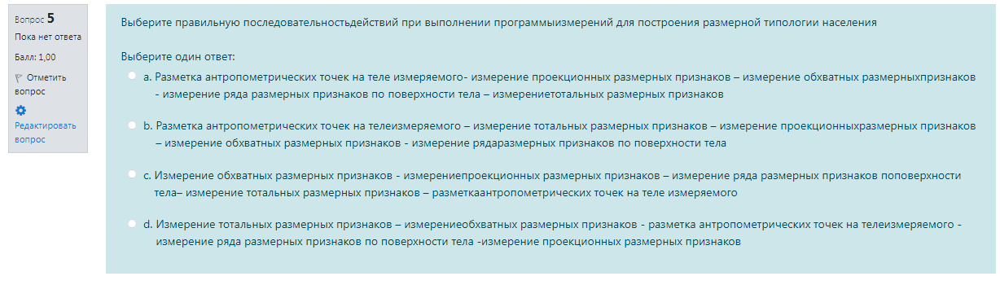 Вопрос 5
Пока нет ответа
Балл: 1,00
Отметить
вопрос
Редактировать
вопрос
Выберите правильную последовательностьдействий при выполнении программыизмерений для построения размерной типологии населения
Выберите один ответ:
a. Разметка антропометрических точек на теле измеряемого- измерение проекционных размерных признаков – измерение обхватных размерныхпризнаков
- измерение ряда размерных признаков по поверхности тела – измерениетотальных размерных признаков
b. Разметка антропометрических точек на телеизмеряемого – измерение тотальных размерных признаков – измерение проекционныхразмерных признаков
– измерение обхватных размерных признаков - измерение рядаразмерных признаков по поверхности тела
c. Измерение обхватных размерных признаков - измерениепроекционных размерных признаков – измерение ряда размерных признаков поповерхности
тела– измерение тотальных размерных признаков – разметкаантропометрических точек на теле измеряемого
d. Измерение тотальных размерных признаков – измерениеобхватных размерных признаков - разметка антропометрических точек на телеизмеряемого -
измерение ряда размерных признаков по поверхности тела -измерение проекционных размерных признаков